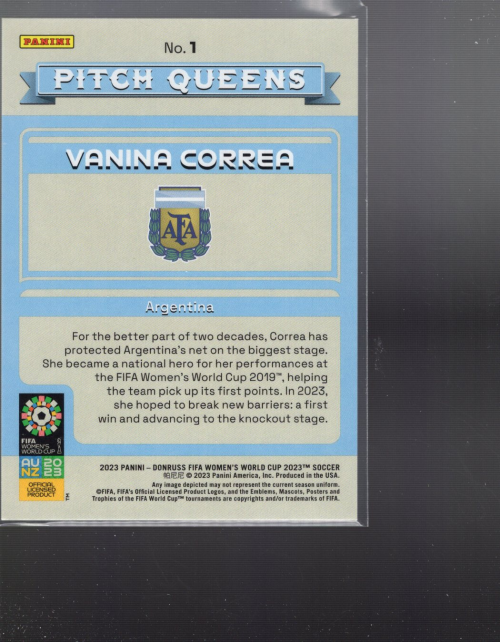 PANINI
No. 1
PITCH QUEENS
VANINA CORREA
AFA
Argentina
For the better part of two decades, Correa has
protected Argentina's net on the biggest stage.
She became a national hero for her performances at
the FIFA Women's World Cup 2019™, helping
the team pick up its first points. In 2023,
she hoped to break new barriers: a first
win and advancing to the knockout stage.
FIFA
WOMEN'S
WORLD CUP
AU 20
NZ 23
OFFICIAL
LICENSED
PRODUCT
TM
2023 PANINI – DONRUSS FIFA WOMEN'S WORLD CUP 2023™ SOCCER
帕尼尼 © 2023 Panini America, Inc. Produced in the USA.
Any image depicted may not represent the current season uniform.
©FIFA, FIFA's Official Licensed Product Logos, and the Emblems, Mascots, Posters and
Trophies of the FIFA World Cup™ tournaments are copyrights and/or trademarks of FIFA.